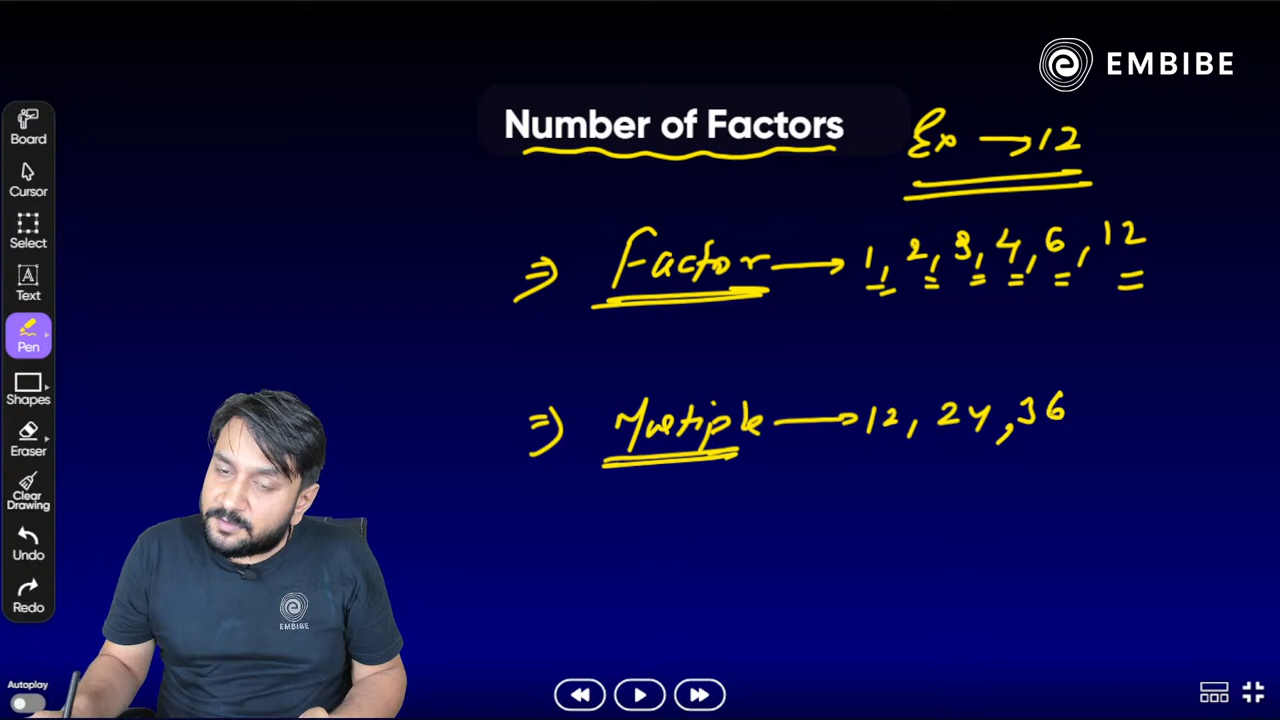 EMBIBE
Number of Factors
Ex → 12
⇒ Factor → 1, 2, 3, 4, 6, 12
⇒ Multiple → 12, 24, 36
Board
Cursor
Select
Text
Pen
Shapes
Eraser
Clear
Drawing
Undo
Redo
EMBIBE
Autoplay